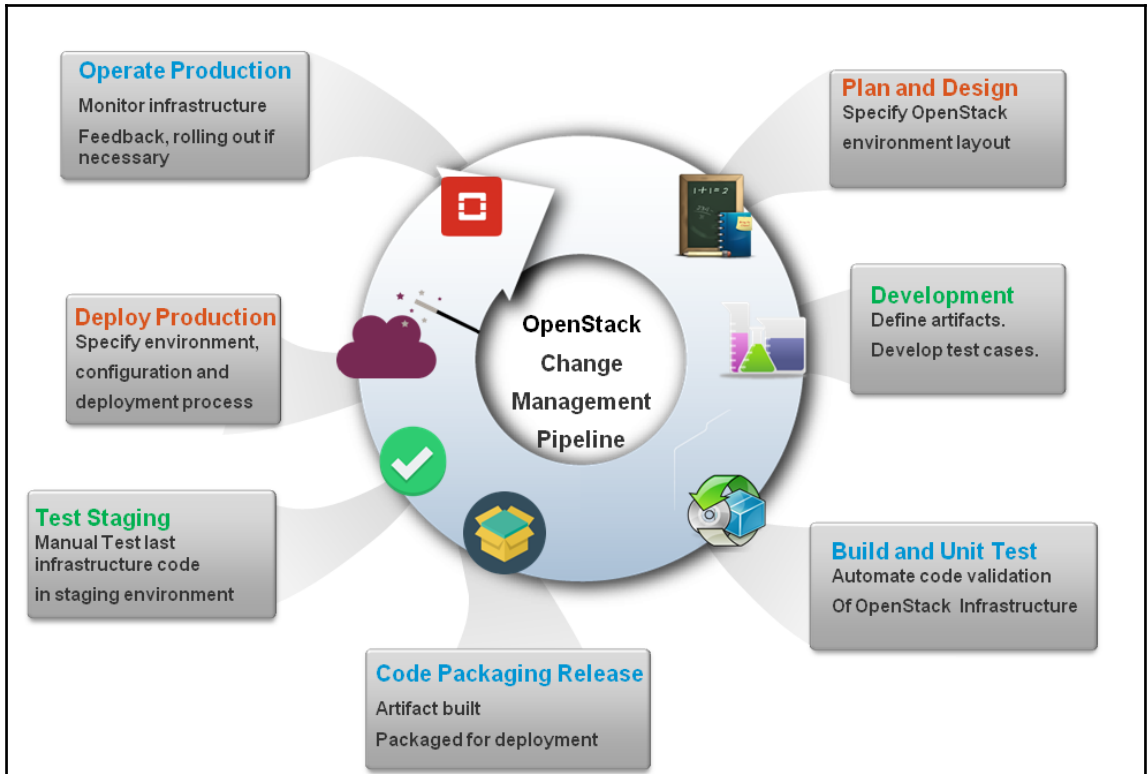 Operate Production
Monitor infrastructure
Feedback, rolling out if
necessary
Plan and Design
Specify OpenStack
environment layout
1+1=2
Development
Define artifacts.
Develop test cases.
Deploy Production
Specify environment,
configuration and
deployment process
OpenStack
Change
Management
Pipeline
Test Staging
Manual Test last
infrastructure code
in staging environment
Build and Unit Test
Automate code validation
Of OpenStack Infrastructure
Code Packaging Release
Artifact built
Packaged for deployment